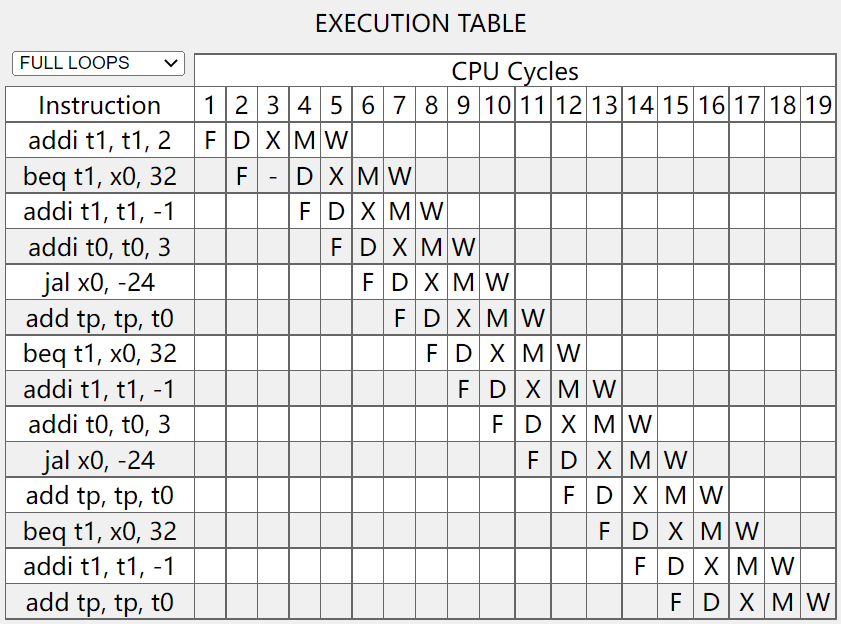 EXECUTION TABLE
FULL LOOPS
CPU Cycles
Instruction 1 2 3 4 5 6 7 8 9 10 11 12 13 14 15 16 17 18 19
addi t1, t1, 2 F D X M W
beq t1, x0, 32 F - D X M W
addi t1, t1, -1 F D X M W
addi t0, t0, 3 F D X M W
jal x0, -24 F D X M W
add tp, tp, t0 F D X M W
beq t1, x0, 32 F D X M W
addi t1, t1, -1 F D X M W
addi t0, t0, 3 F D X M W
jal x0, -24 F D X M W
add tp, tp, t0 F D X M W
beq t1, x0, 32 F D X M W
addi t1, t1, -1 F D X M W
add tp, tp, t0 F D X M W